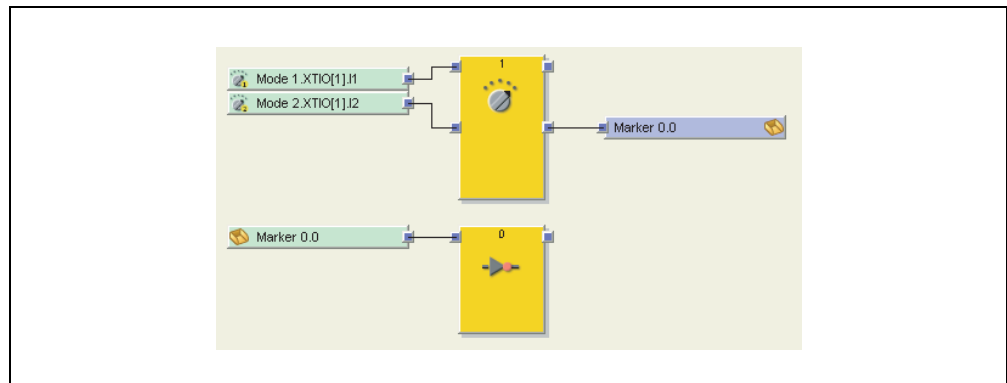 1
Mode 1.XTIO[1].I1
Mode 2.XTIO[1].I2
Marker 0.0
Marker 0.0
0